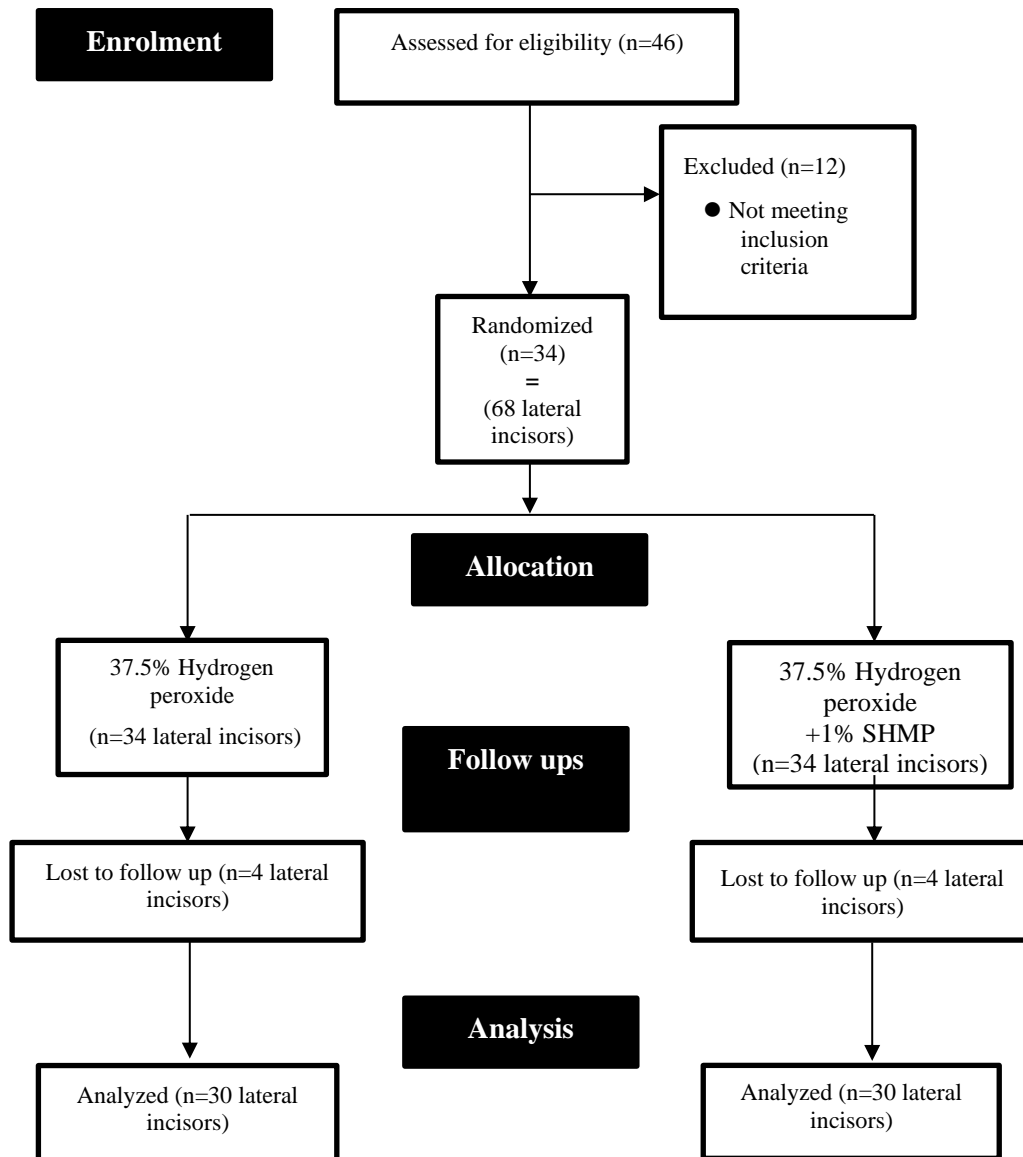 Enrolment
Assessed for eligibility (n=46)
Excluded (n=12)
● Not meeting
inclusion
criteria
Randomized
(n=34)
=
(68 lateral
incisors)
Allocation
37.5% Hydrogen
peroxide
(n=34 lateral incisors)
37.5% Hydrogen
peroxide
+1% SHMP
(n=34 lateral incisors)
Follow ups
Lost to follow up (n=4 lateral
incisors)
Lost to follow up (n=4 lateral
incisors)
Analysis
Analyzed (n=30 lateral
incisors)
Analyzed (n=30 lateral
incisors)